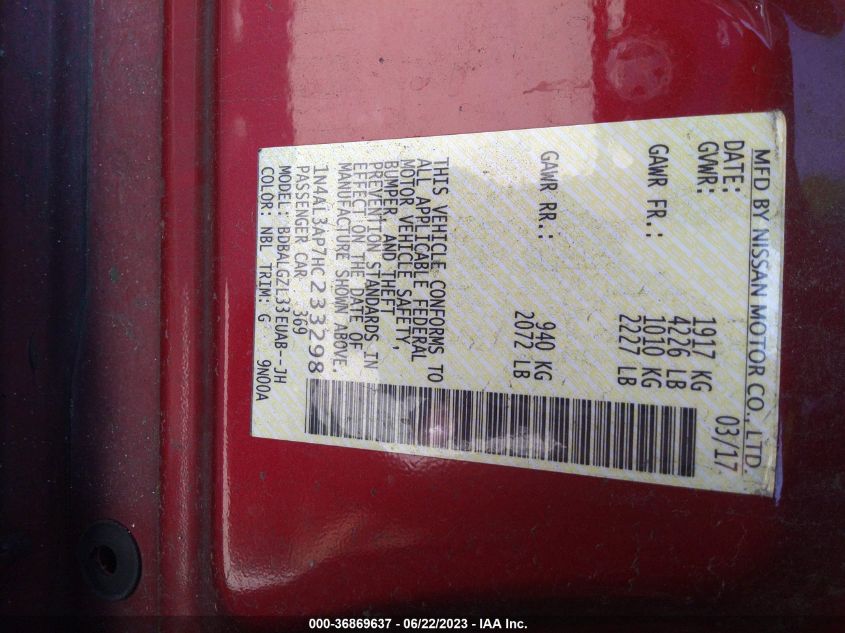 MFD BY NISSAN MOTOR CO., LTD.
DATE: 03/17
GVWR: 1917 KG
4226 LB
GAWR FR.: 1010 KG
2227 LB
GAWR RR.: 940 KG
2072 LB
THIS VEHICLE CONFORMS TO
ALL APPLICABLE FEDERAL
MOTOR VEHICLE SAFETY,
BUMPER, AND THEFT
PREVENTION STANDARDS IN
EFFECT ON THE DATE OF
MANUFACTURE SHOWN ABOVE.
1N4AL3AP7HC233298
PASSENGER CAR 369
MODEL: BDBALGZL33EUAB--JH
COLOR: NBL TRIM: G 9N00A
000-36869637 - 06/22/2023 - IAA Inc.